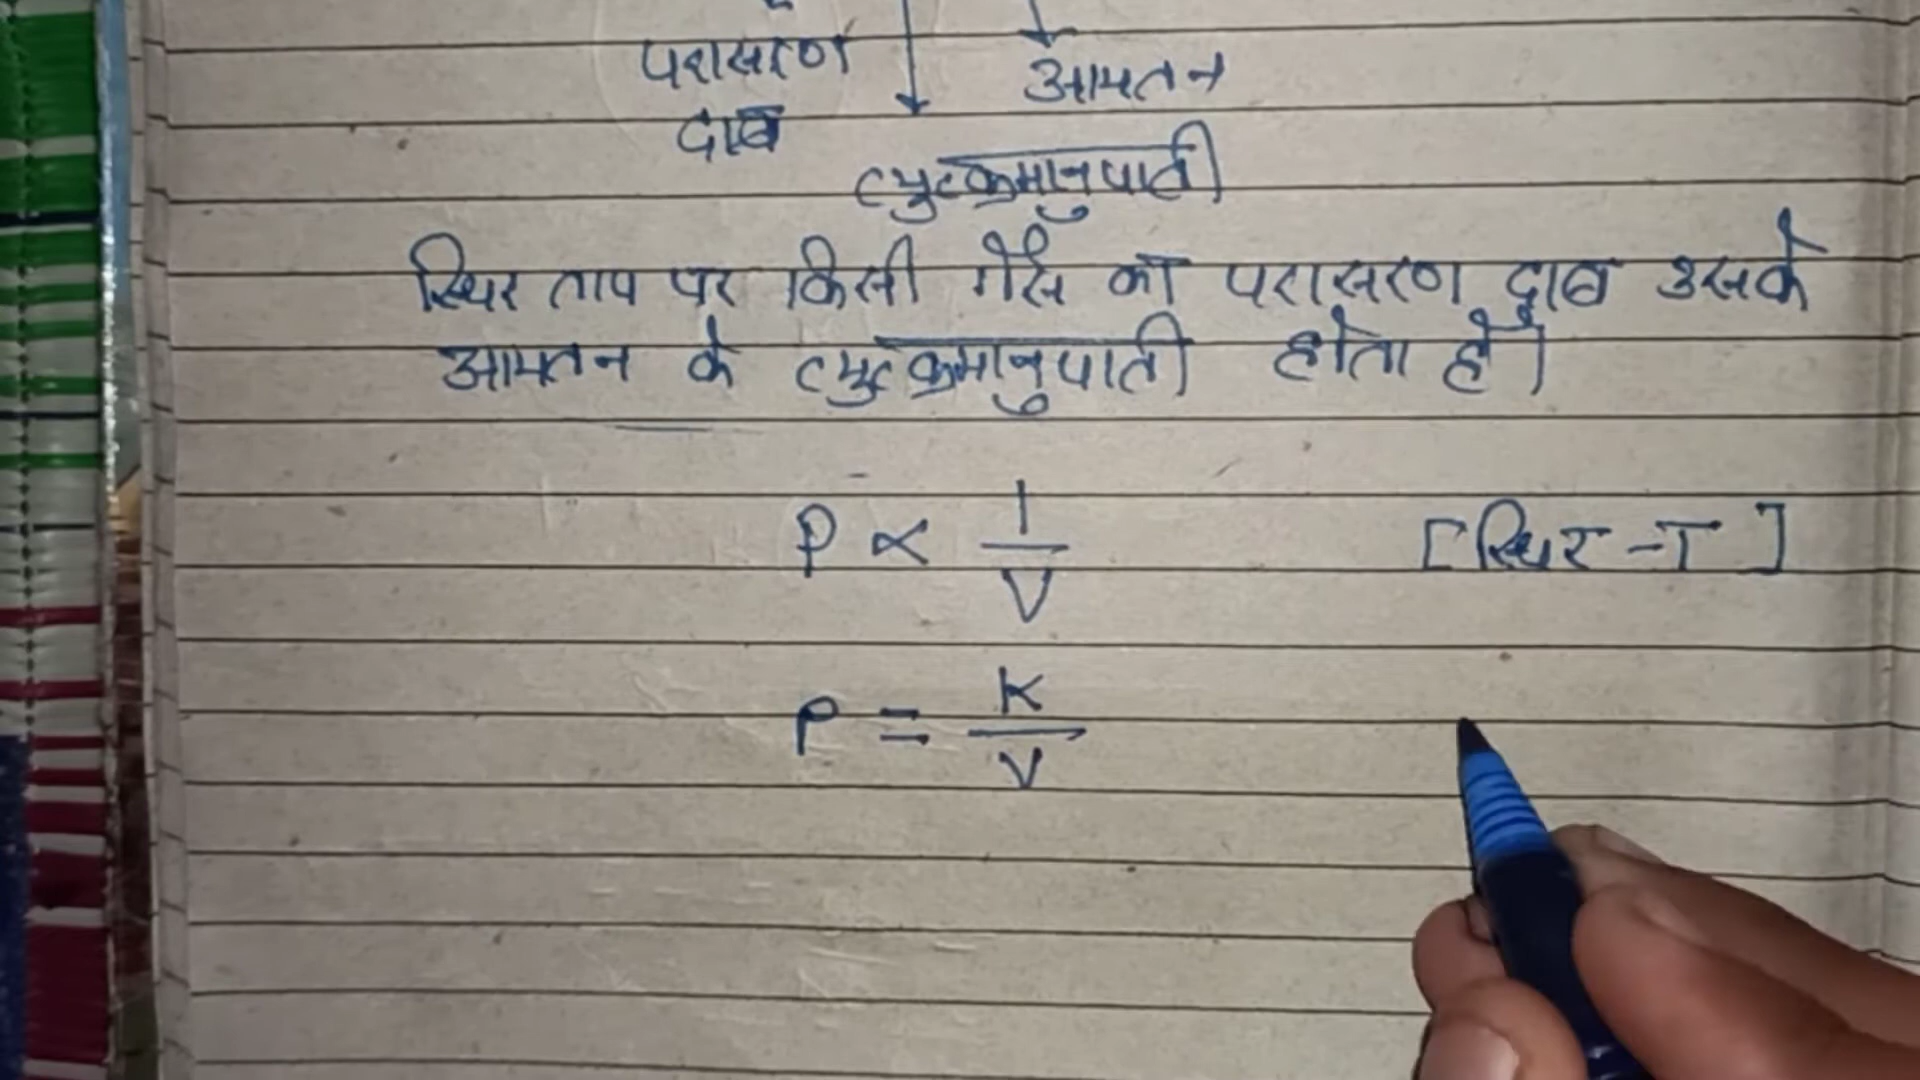 परासरण आयतन
दाब
व्युत्क्रमानुपाती
स्थिर ताप पर किसी गैस का परासरण दाब उसके
आयतन के व्युत्क्रमानुपाती होता है।
P ∝ 1/V [स्थिर -T]
P = K/V